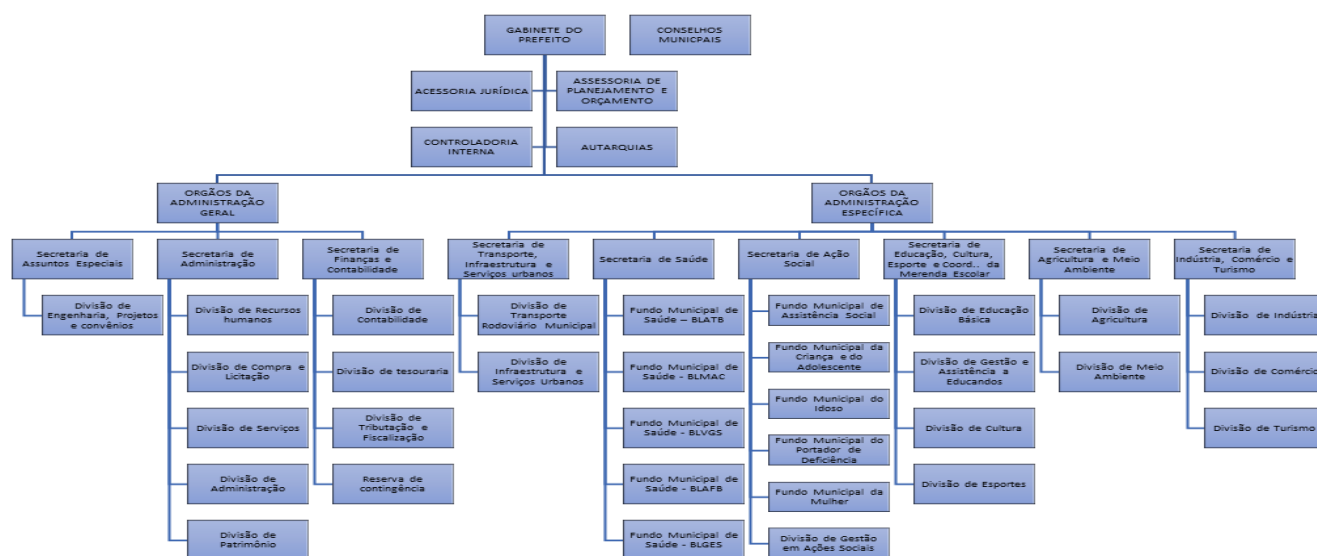 GABINETE DO
PREFEITO
CONSELHOS
MUNICPAIS
ACESSORIA JURÍDICA
ASSESSORIA DE
PLANEJAMENTO E
ORÇAMENTO
CONTROLADORIA
INTERNA
AUTARQUIAS
ORGÃOS DA
ADMINISTRAÇÃO
GERAL
ORGÃOS DA
ADMINISTRAÇÃO
ESPECÍFICA
Secretaria de
Assuntos Especiais
Secretaria de
Administração
Secretaria de
Finanças e
Contabilidade
Secretaria de
Transporte,
Infraestrutura e
Serviços urbanos
Secretaria de Saúde
Secretaria de Ação
Social
Secretaria de
Educação, Cultura,
Esporte e Coord.. da
Merenda Escolar
Secretaria de
Agricultura e Meio
Ambiente
Secretaria de
Indústria, Comércio e
Turismo
Divisão de
Engenharia, Projetos
e convênios
Divisão de Recursos
humanos
Divisão de Compra e
Licitação
Divisão de Serviços
Divisão de
Administração
Divisão de
Patrimônio
Divisão de
Contabilidade
Divisão de tesouraria
Divisão de
Tributação e
Fiscalização
Reserva de
contingência
Divisão de
Transporte
Rodoviário Municipal
Divisão de
Infraestrutura e
Serviços Urbanos
Fundo Municipal de
Saúde – BLATB
Fundo Municipal de
Saúde - BLMAC
Fundo Municipal de
Saúde - BLVGS
Fundo Municipal de
Saúde - BLAFB
Fundo Municipal de
Saúde - BLGES
Fundo Municipal de
Assistência Social
Fundo Municipal da
Criança e do
Adolescente
Fundo Municipal do
Idoso
Fundo Municipal do
Portador de
Deficiência
Fundo Municipal da
Mulher
Divisão de Gestão
em Ações Sociais
Divisão de Educação
Básica
Divisão de Gestão e
Assistência a
Educandos
Divisão de Cultura
Divisão de Esportes
Divisão de
Agricultura
Divisão de Meio
Ambiente
Divisão de Indústria
Divisão de Comércio
Divisão de Turismo